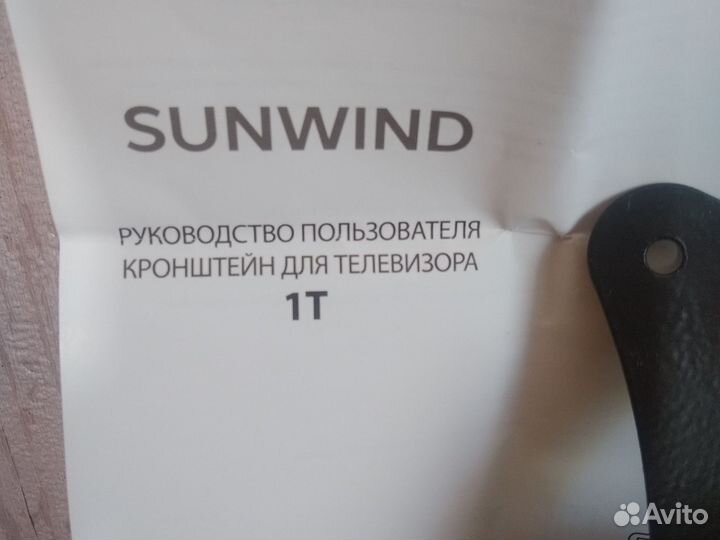 SUNWIND
РУКОВОДСТВО ПОЛЬЗОВАТЕЛЯ
КРОНШТЕЙН ДЛЯ ТЕЛЕВИЗОРА
1T
Avito